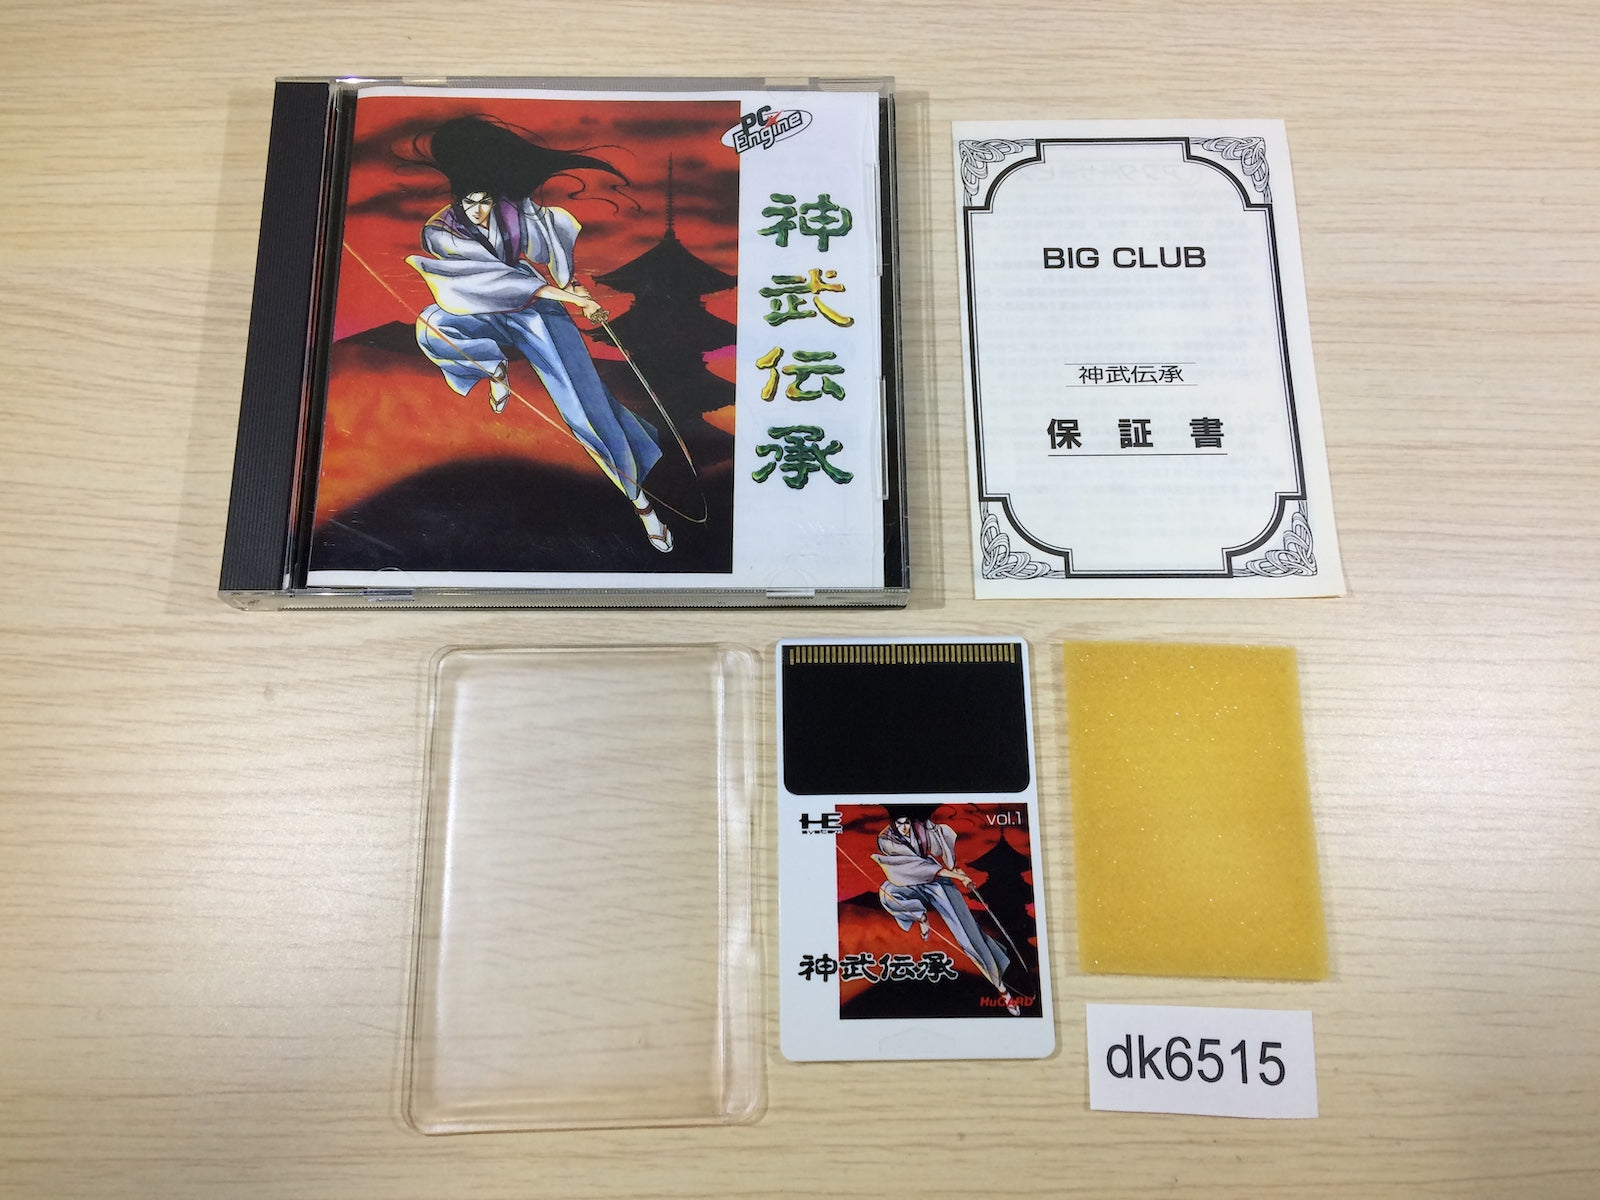 PC Engine
神武伝承
BIG CLUB
神武伝承
保証書
HE
system
vol.1
神武伝承
HuCARD
dk6515